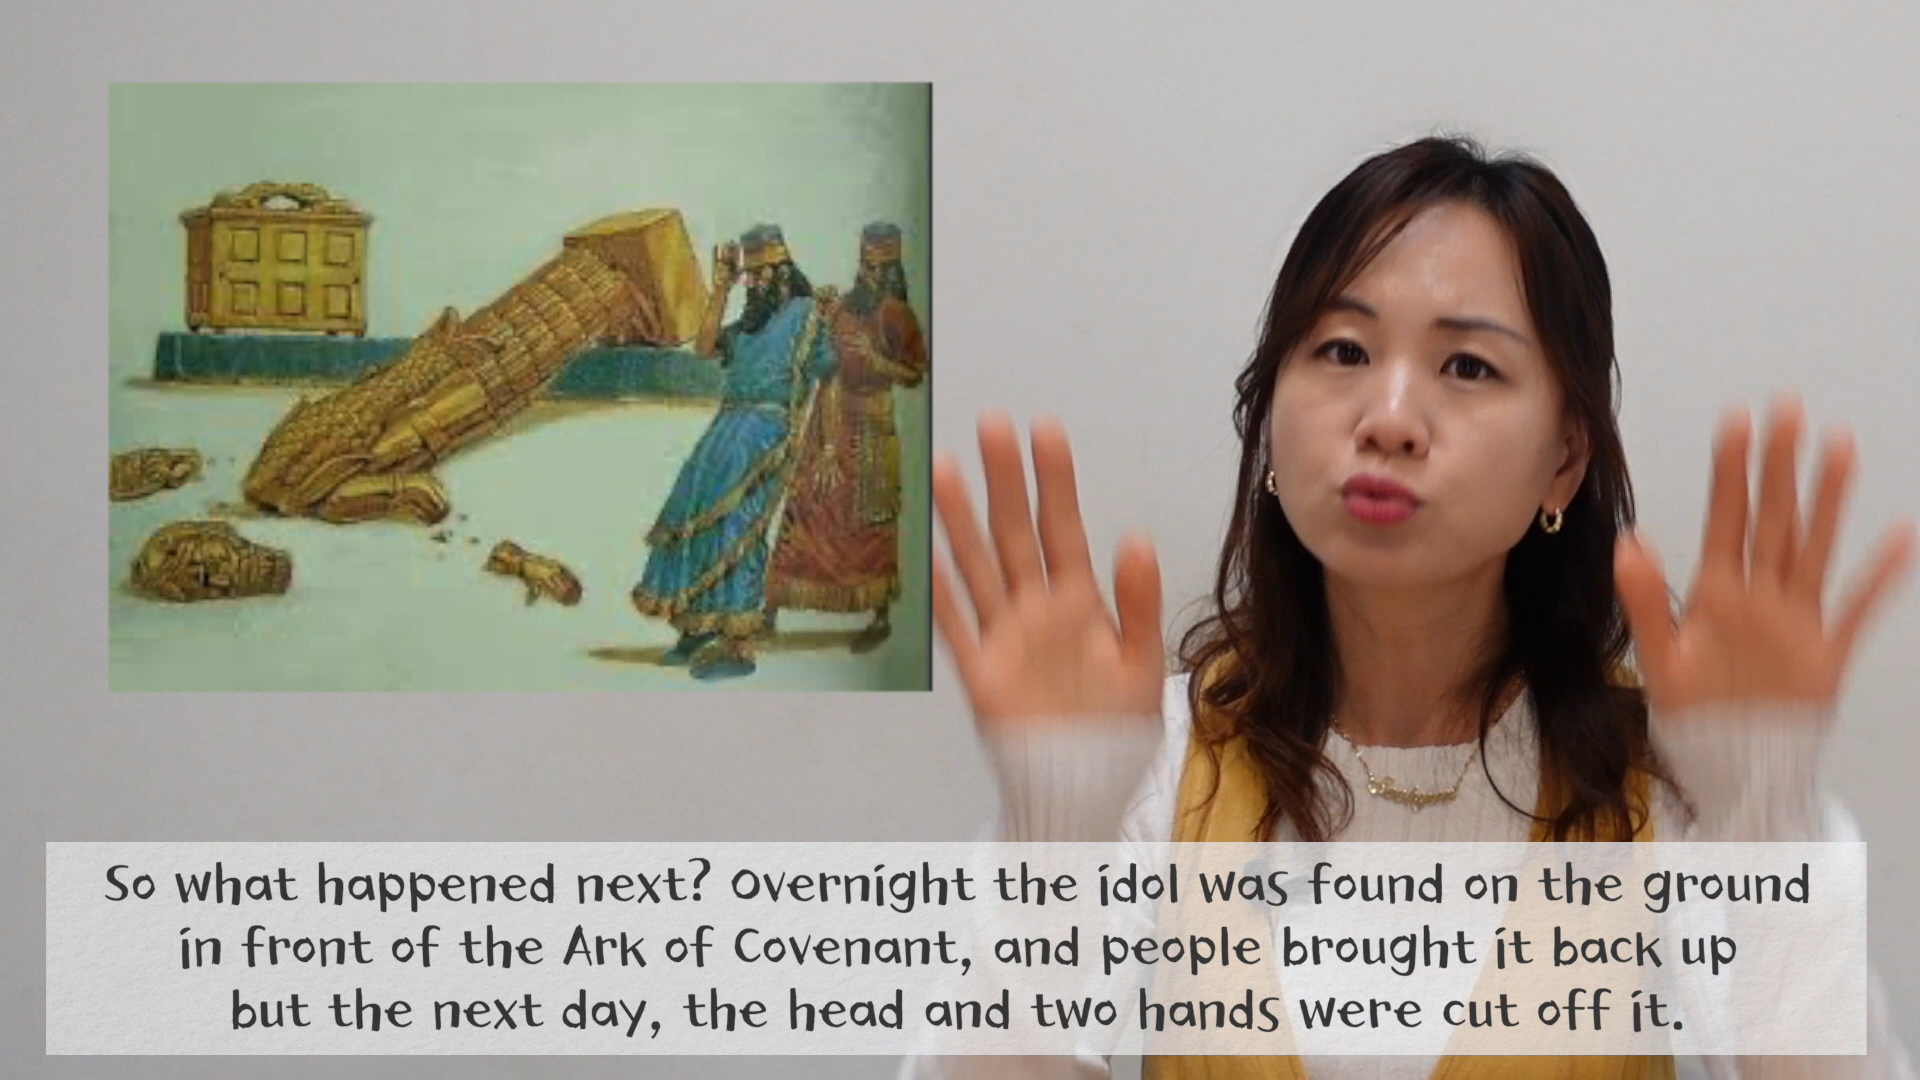 So what happened next? Overnight the idol was found on the ground
in front of the Ark of Covenant, and people brought it back up
but the next day, the head and two hands were cut off it.